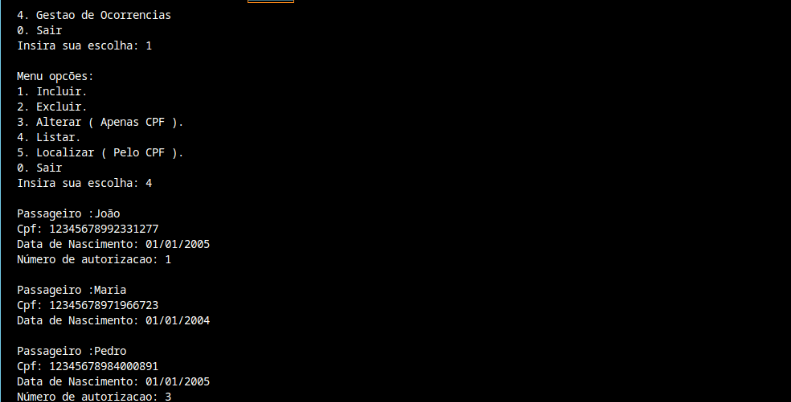 4. Gestao de Ocorrencias
0. Sair
Insira sua escolha: 1
Menu opcões:
1. Incluir.
2. Excluir.
3. Alterar ( Apenas CPF ).
4. Listar.
5. Localizar ( Pelo CPF ).
0. Sair
Insira sua escolha: 4
Passageiro :João
Cpf: 12345678992331277
Data de Nascimento: 01/01/2005
Número de autorizacao: 1
Passageiro :Maria
Cpf: 12345678971966723
Data de Nascimento: 01/01/2004
Passageiro :Pedro
Cpf: 12345678984000891
Data de Nascimento: 01/01/2005
Número de autorizacao: 3